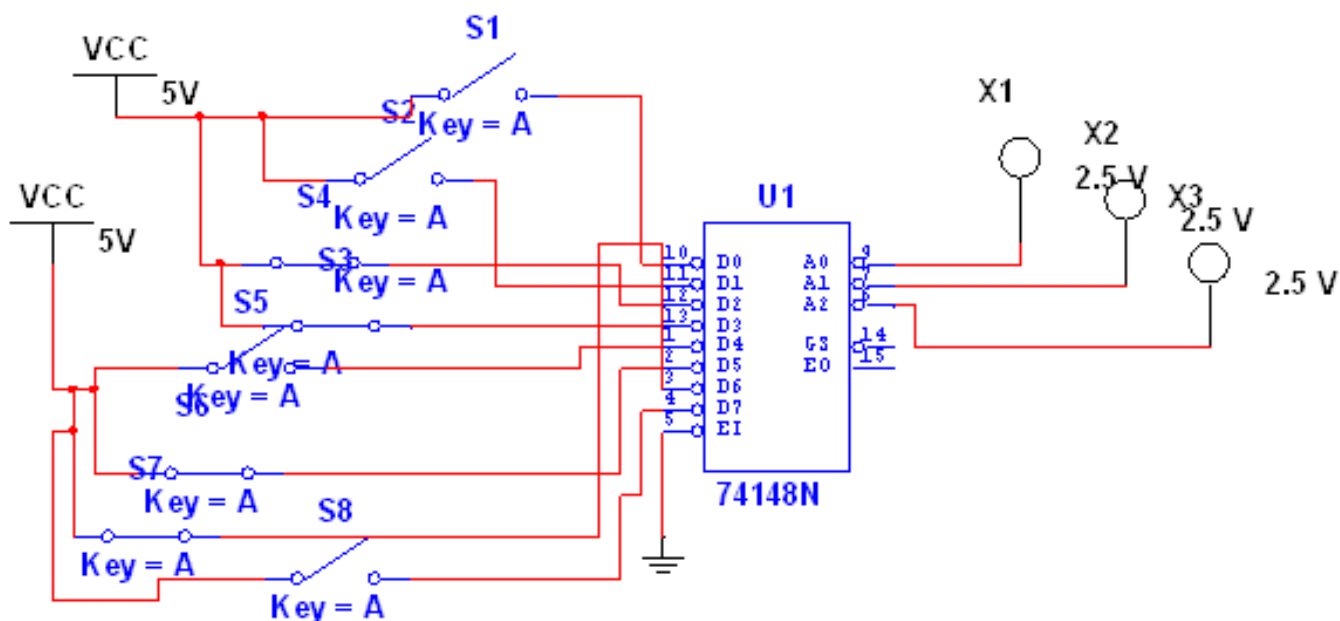 S1
VCC
5V
S2
Key = A
X1
X2
2.5 V
S4
Key = A
VCC
5V
U1
X3
2.5 V
S3
Key = A
2.5 V
10 D0 A0
11 D1 A1
12 D2 A2
13 D3
1 D4 GS 14
2 D5 EO 15
3 D6
4 D7
5 EI
S5
Key = A
Key = A
S6
S7
Key = A
74148N
S8
Key = A
Key = A